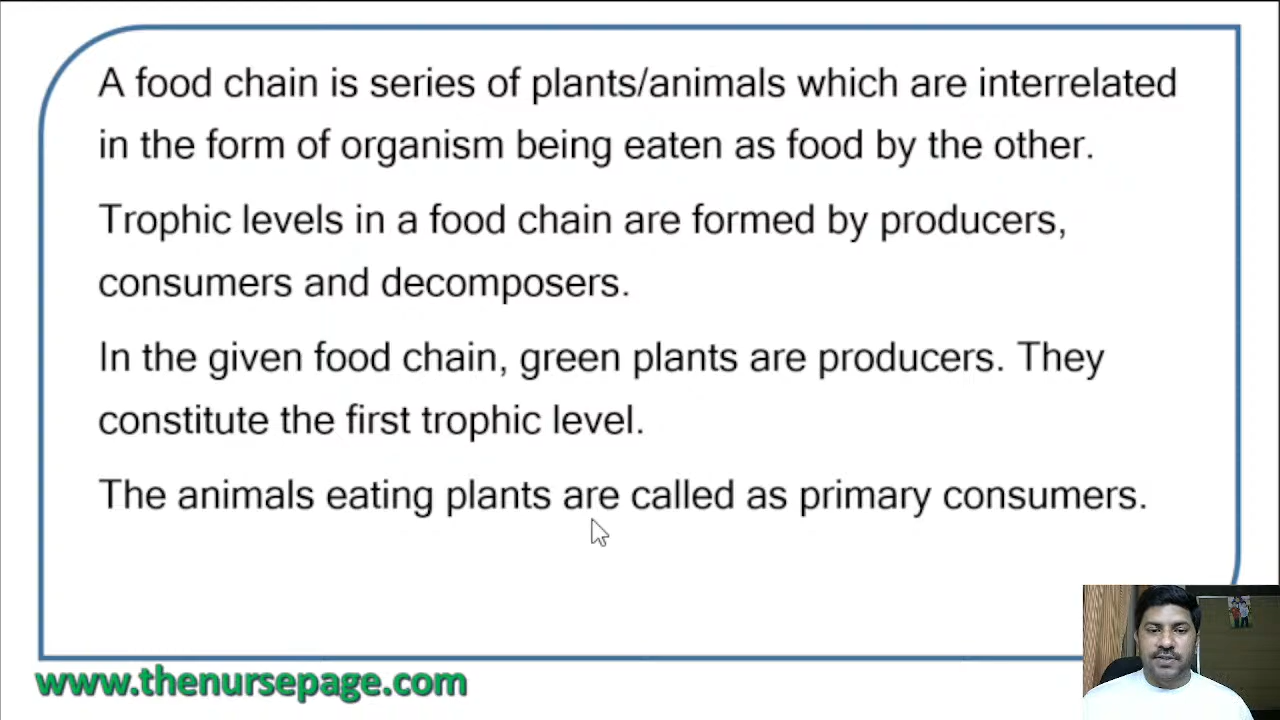 A food chain is series of plants/animals which are interrelated
in the form of organism being eaten as food by the other.
Trophic levels in a food chain are formed by producers,
consumers and decomposers.
In the given food chain, green plants are producers. They
constitute the first trophic level.
The animals eating plants are called as primary consumers.
www.thenursepage.com